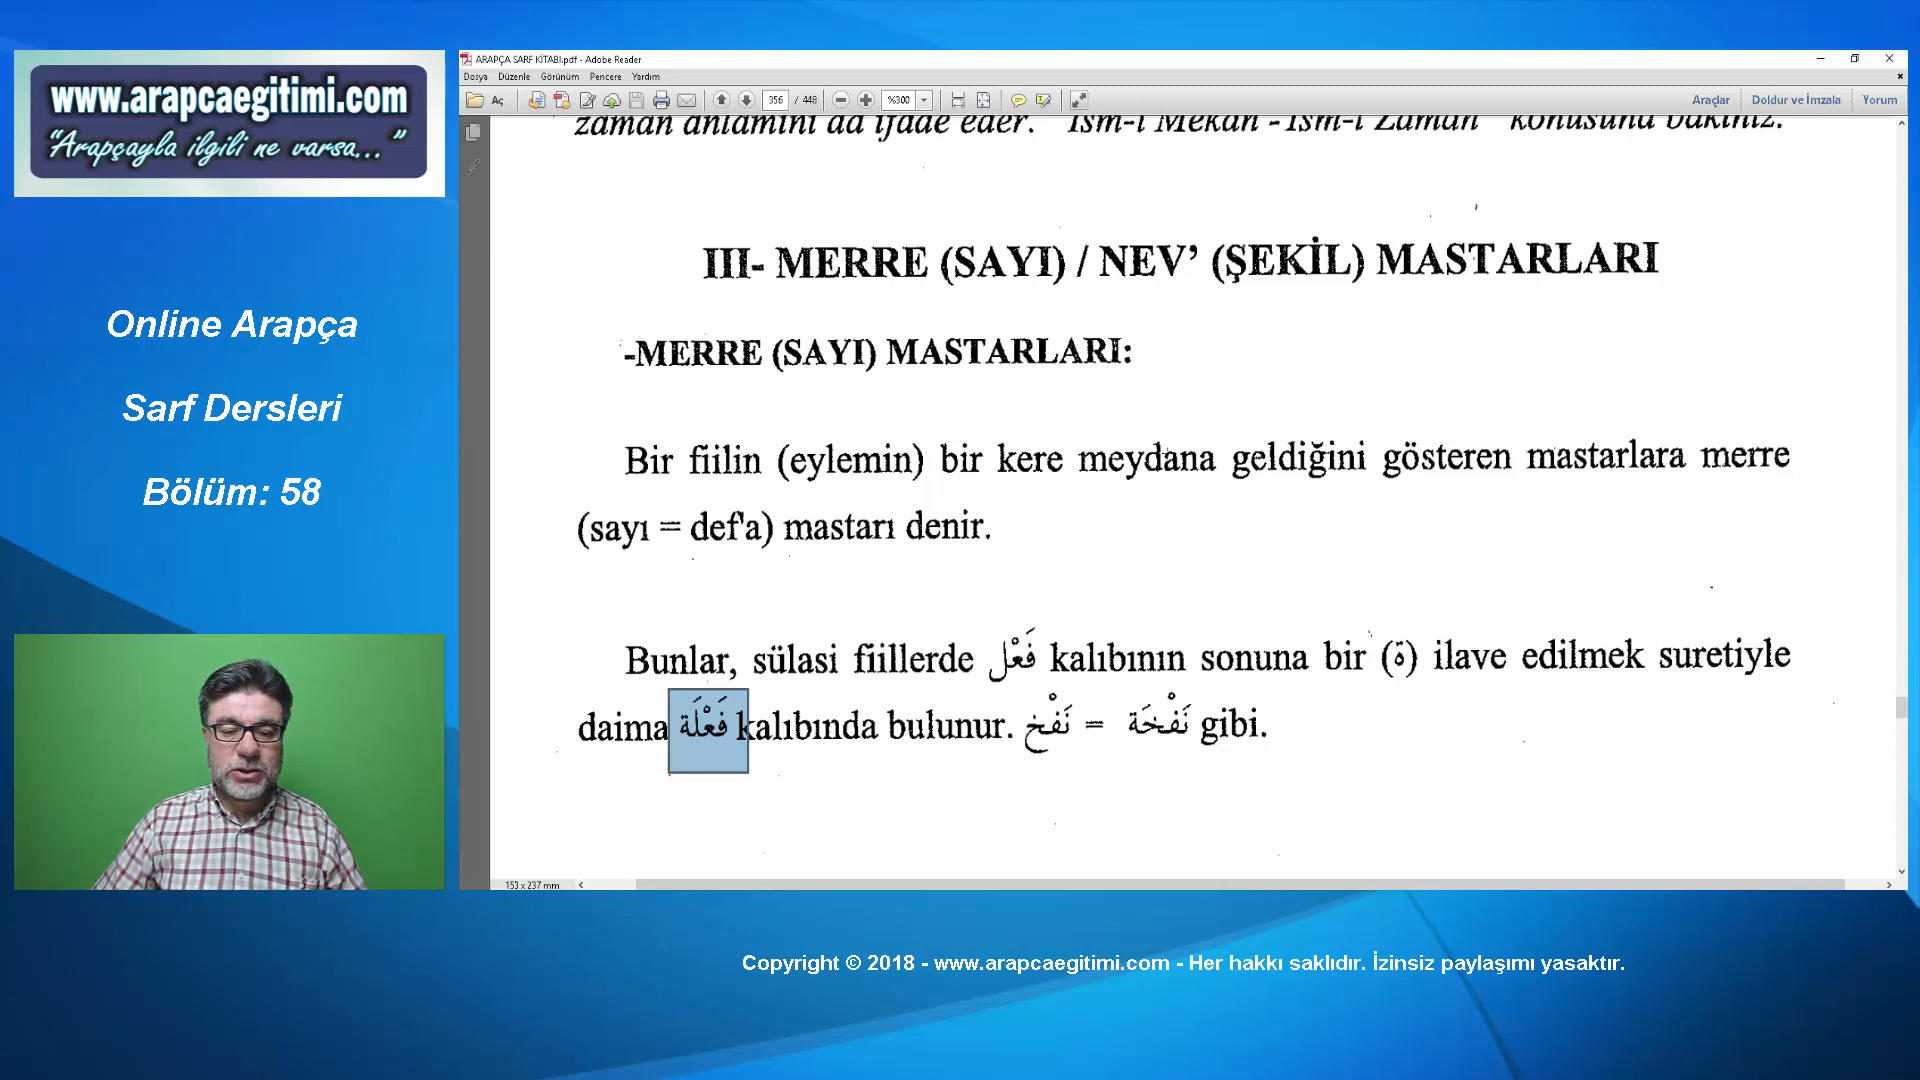 www.arapcaegitimi.com
"Arapçayla ilgili ne varsa..."
Online Arapça
Sarf Dersleri
Bölüm: 58
ARAPÇA SARF KİTABI.pdf - Adobe Reader
Dosya Düzenle Görünüm Pencere Yardım
Aç 356 / 448 %300 Araçlar Doldur ve İmzala Yorum
zaman anlamını da ifade eder. "İsm-i Mekan - İsm-i Zaman" konusuna bakınız.
III- MERRE (SAYI) / NEV’ (ŞEKİL) MASTARLARI
-MERRE (SAYI) MASTARLARI:
Bir fiilin (eylemin) bir kere meydana geldiğini gösteren mastarlara merre
(sayı = def'a) mastarı denir.
Bunlar, sülasi fiillerde فَعْل kalıbının sonuna bir (ة) ilave edilmek suretiyle
daima فَعْلَة kalıbında bulunur. نَفْخ = نَفْخَة gibi.
153 x 237 mm
Copyright © 2018 - www.arapcaegitimi.com - Her hakkı saklıdır. İzinsiz paylaşımı yasaktır.